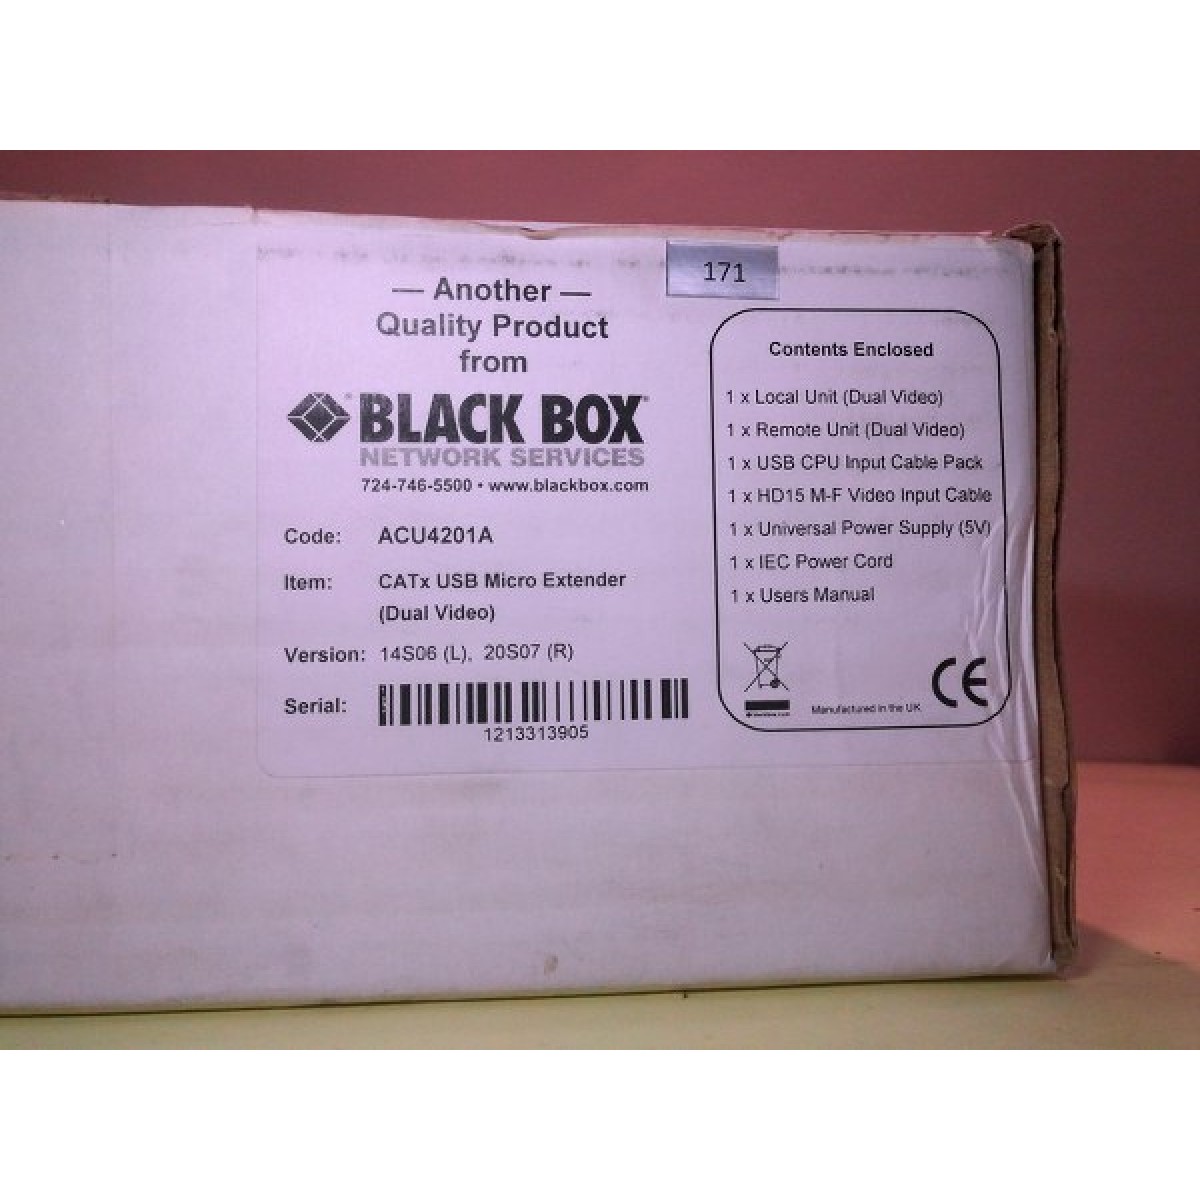 171
— Another —
Quality Product
from
BLACK BOX®
NETWORK SERVICES
724-746-5500 • www.blackbox.com
Code: ACU4201A
Item: CATx USB Micro Extender
(Dual Video)
Version: 14S06 (L), 20S07 (R)
Serial:
1213313905
Contents Enclosed
1 x Local Unit (Dual Video)
1 x Remote Unit (Dual Video)
1 x USB CPU Input Cable Pack
1 x HD15 M-F Video Input Cable
1 x Universal Power Supply (5V)
1 x IEC Power Cord
1 x Users Manual
Manufactured in the UK
CE